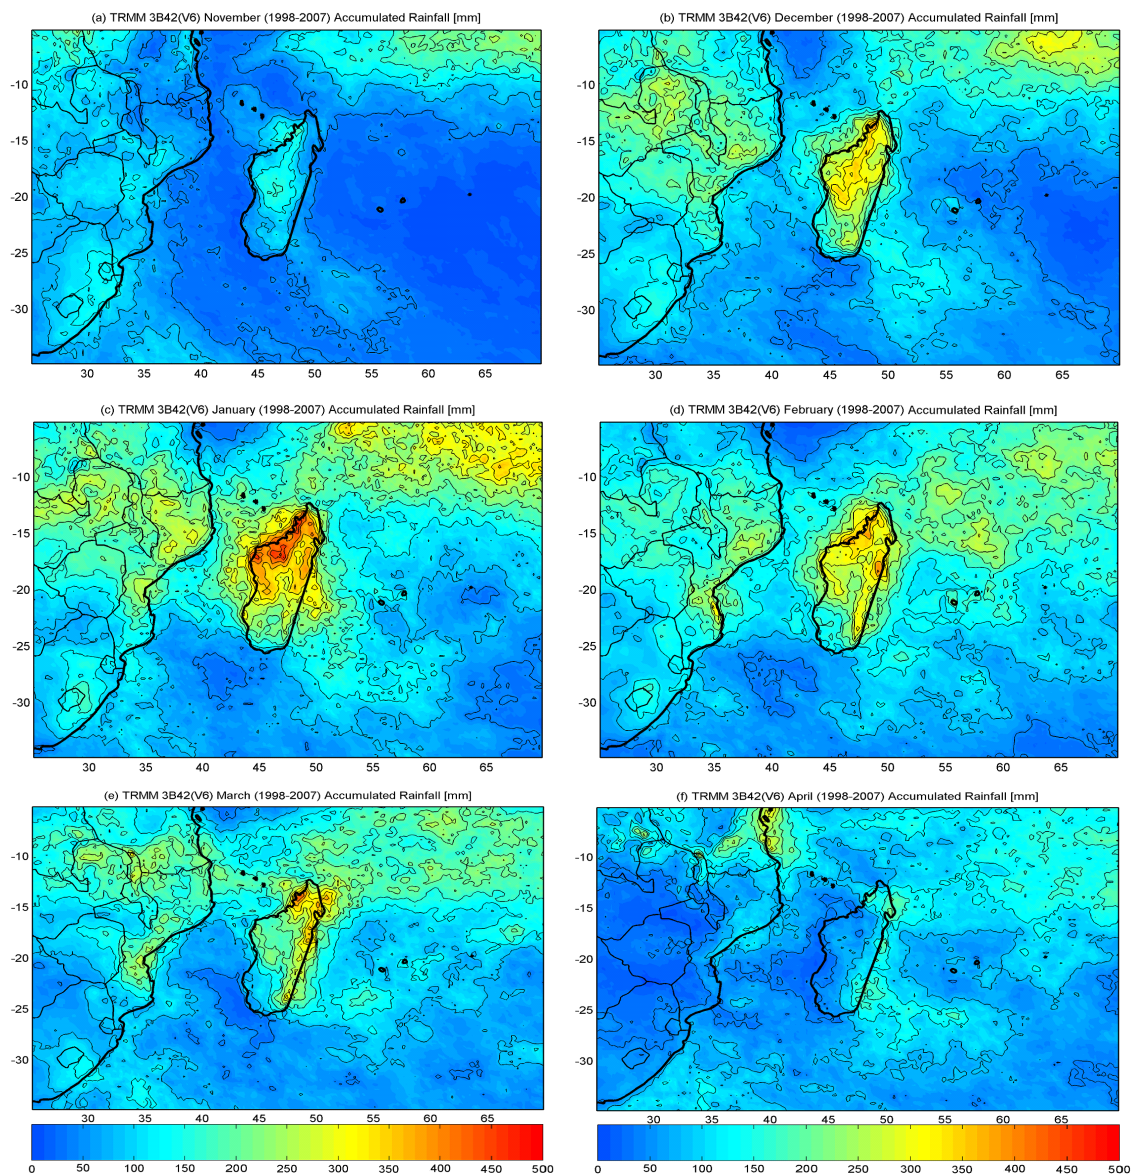 (a) TRMM 3B42(V6) November (1998-2007) Accumulated Rainfall [mm]
-10
-15
-20
-25
-30
30 35 40 45 50 55 60 65
(b) TRMM 3B42(V6) December (1998-2007) Accumulated Rainfall [mm]
-10
-15
-20
-25
-30
30 35 40 45 50 55 60 65
(c) TRMM 3B42(V6) January (1998-2007) Accumulated Rainfall [mm]
-10
-15
-20
-25
-30
30 35 40 45 50 55 60 65
(d) TRMM 3B42(V6) February (1998-2007) Accumulated Rainfall [mm]
-10
-15
-20
-25
-30
30 35 40 45 50 55 60 65
(e) TRMM 3B42(V6) March (1998-2007) Accumulated Rainfall [mm]
-10
-15
-20
-25
-30
30 35 40 45 50 55 60 65
(f) TRMM 3B42(V6) April (1998-2007) Accumulated Rainfall [mm]
-10
-15
-20
-25
-30
30 35 40 45 50 55 60 65
0 50 100 150 200 250 300 350 400 450 500
0 50 100 150 200 250 300 350 400 450 500